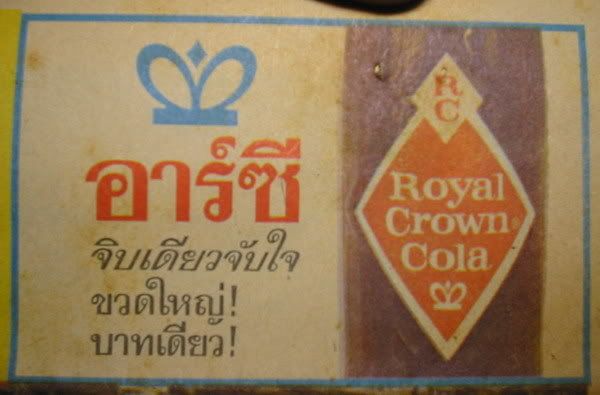 อาร์ซี
จิบเดียวจับใจ
ขวดใหญ่!
บาทเดียว!
R
C
Royal
Crown®
Cola